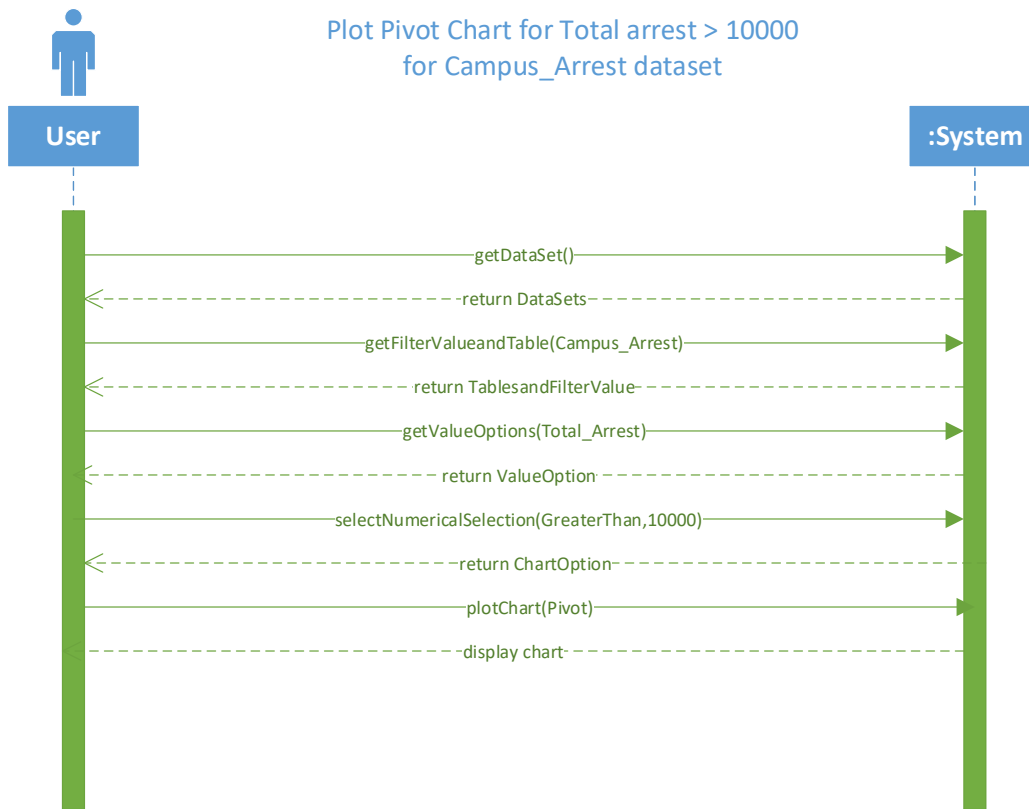 Plot Pivot Chart for Total arrest > 10000
for Campus_Arrest dataset
User
:System
getDataSet()
return DataSets
getFilterValueandTable(Campus_Arrest)
return TablesandFilterValue
getValueOptions(Total_Arrest)
return ValueOption
selectNumericalSelection(GreaterThan,10000)
return ChartOption
plotChart(Pivot)
display chart